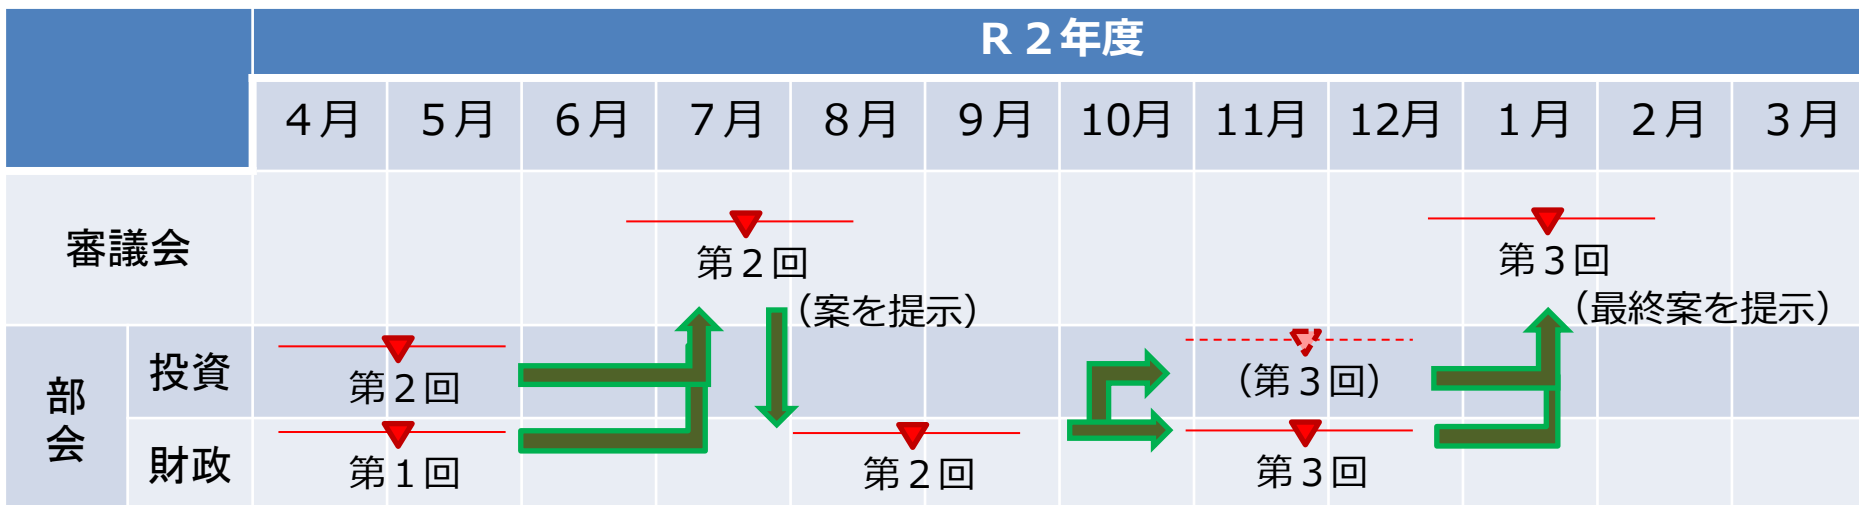 R２年度
４月 ５月 ６月 ７月 ８月 ９月 10月 11月 12月 １月 ２月 ３月
審議会
第２回
（案を提示）
第３回
（最終案を提示）
部会
投資
第２回
（第３回）
財政
第１回
第２回
第３回